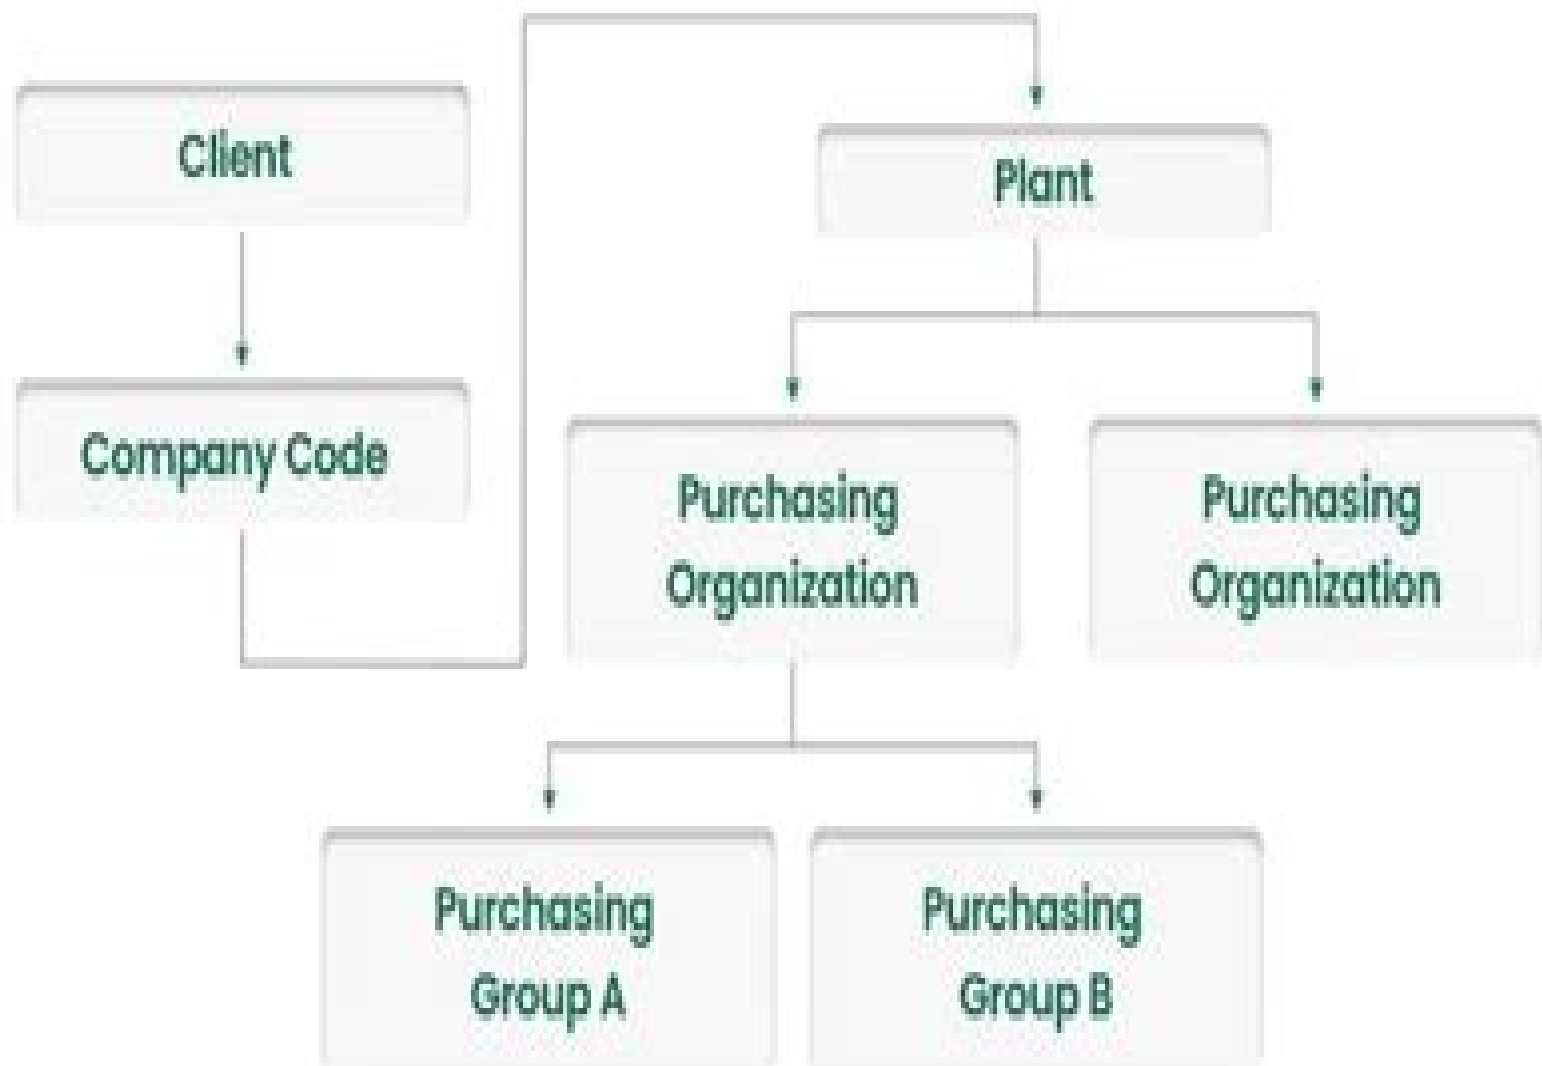 Client
Plant
Company Code
Purchasing
Organization
Purchasing
Organization
Purchasing
Group A
Purchasing
Group B